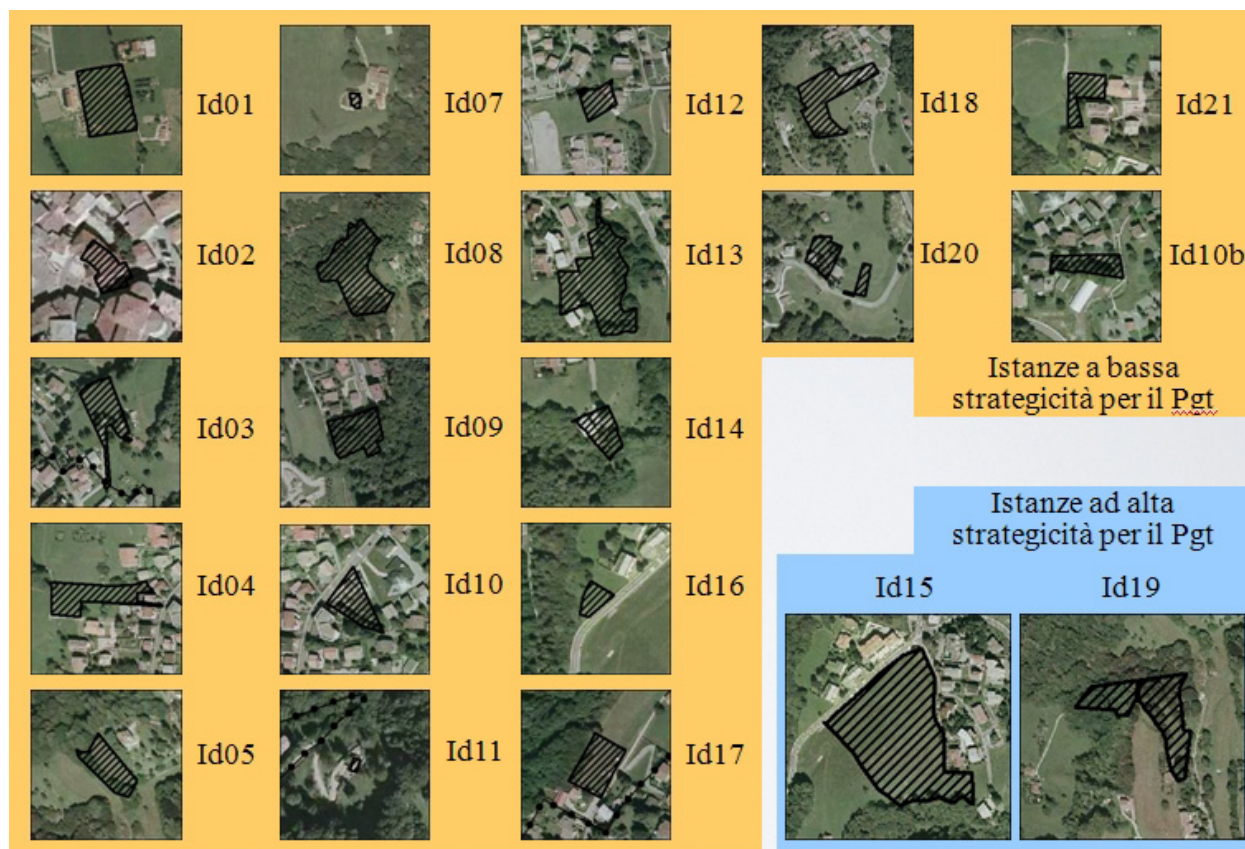 Id01
Id07
Id12
Id18
Id21
Id02
Id08
Id13
Id20
Id10b
Id03
Id09
Id14
Istanze a bassa
strategicità per il Pgt
Id04
Id10
Id16
Istanze ad alta
strategicità per il Pgt
Id15
Id19
Id05
Id11
Id17